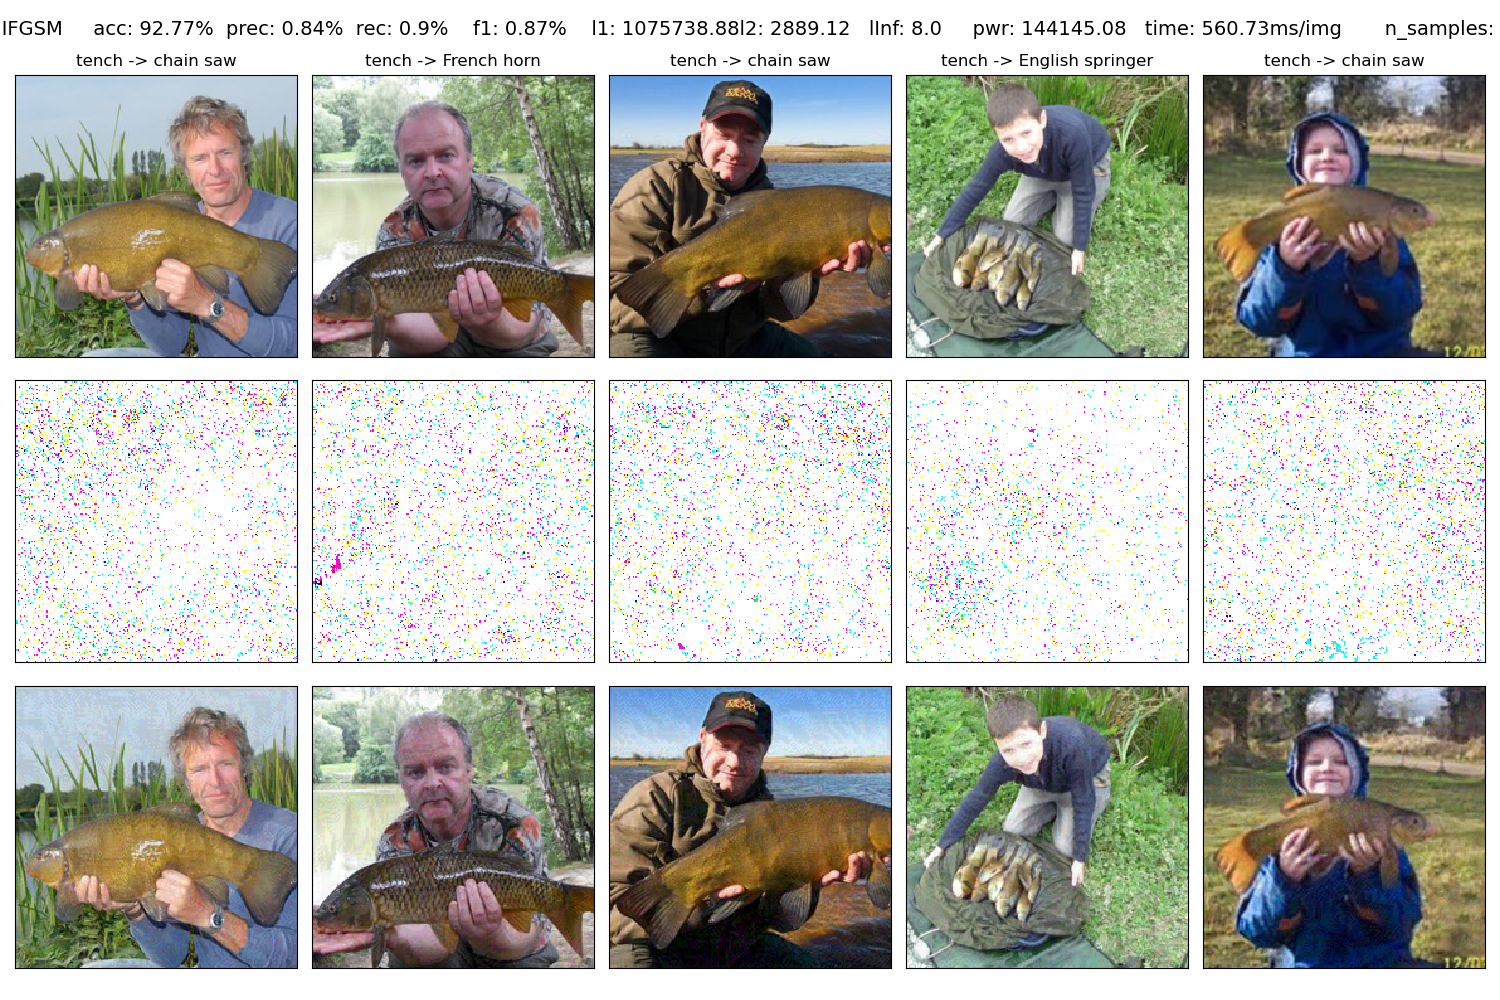 IFGSM acc: 92.77% prec: 0.84% rec: 0.9% f1: 0.87% l1: 1075738.88l2: 2889.12 lInf: 8.0 pwr: 144145.08 time: 560.73ms/img n_samples:
tench -> chain saw
tench -> French horn
tench -> chain saw
tench -> English springer
tench -> chain saw